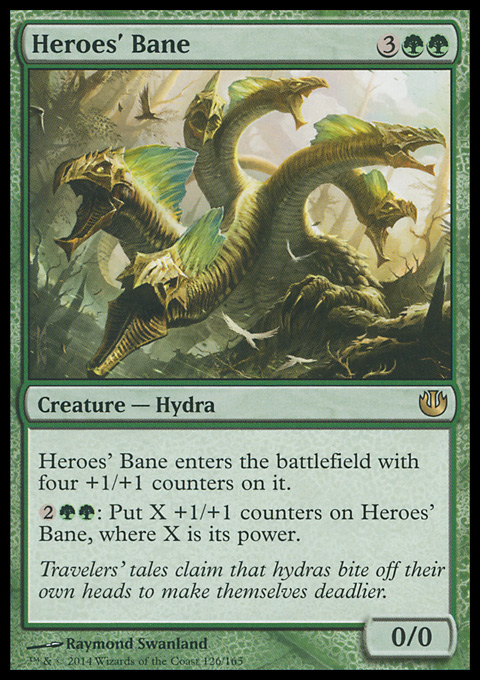 Heroes' Bane 3
Creature — Hydra
Heroes' Bane enters the battlefield with
four +1/+1 counters on it.
2 : Put X +1/+1 counters on Heroes'
Bane, where X is its power.
Travelers' tales claim that hydras bite off their
own heads to make themselves deadlier.
Raymond Swanland
0/0
™ & © 2014 Wizards of the Coast 126/165